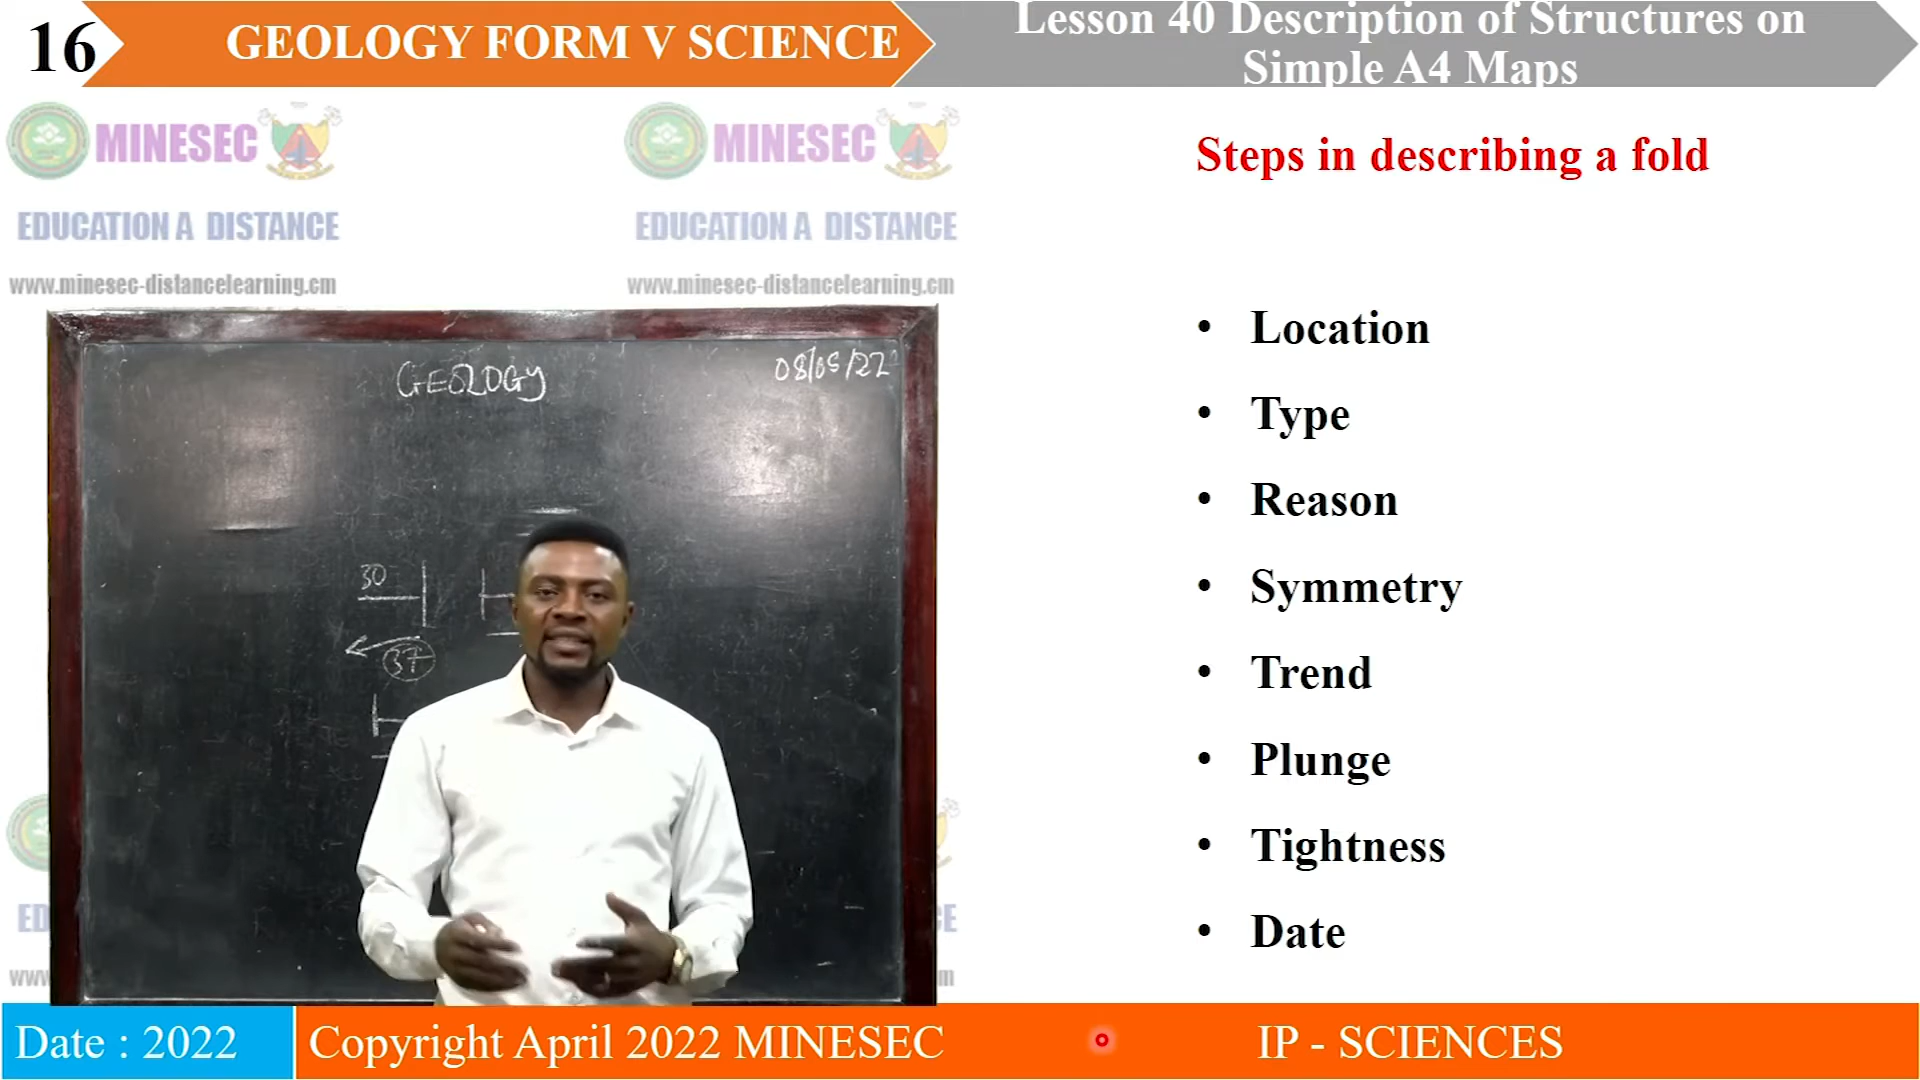 16
GEOLOGY FORM V SCIENCE
Lesson 40 Description of Structures on
Simple A4 Maps
MINESEC
EDUCATION A DISTANCE
www.minesec-distancelearning.cm
MINESEC
EDUCATION A DISTANCE
www.minesec-distancelearning.cm
GEOLOGY
08/05/22
30
37
Steps in describing a fold
• Location
• Type
• Reason
• Symmetry
• Trend
• Plunge
• Tightness
• Date
Date : 2022
Copyright April 2022 MINESEC
IP - SCIENCES